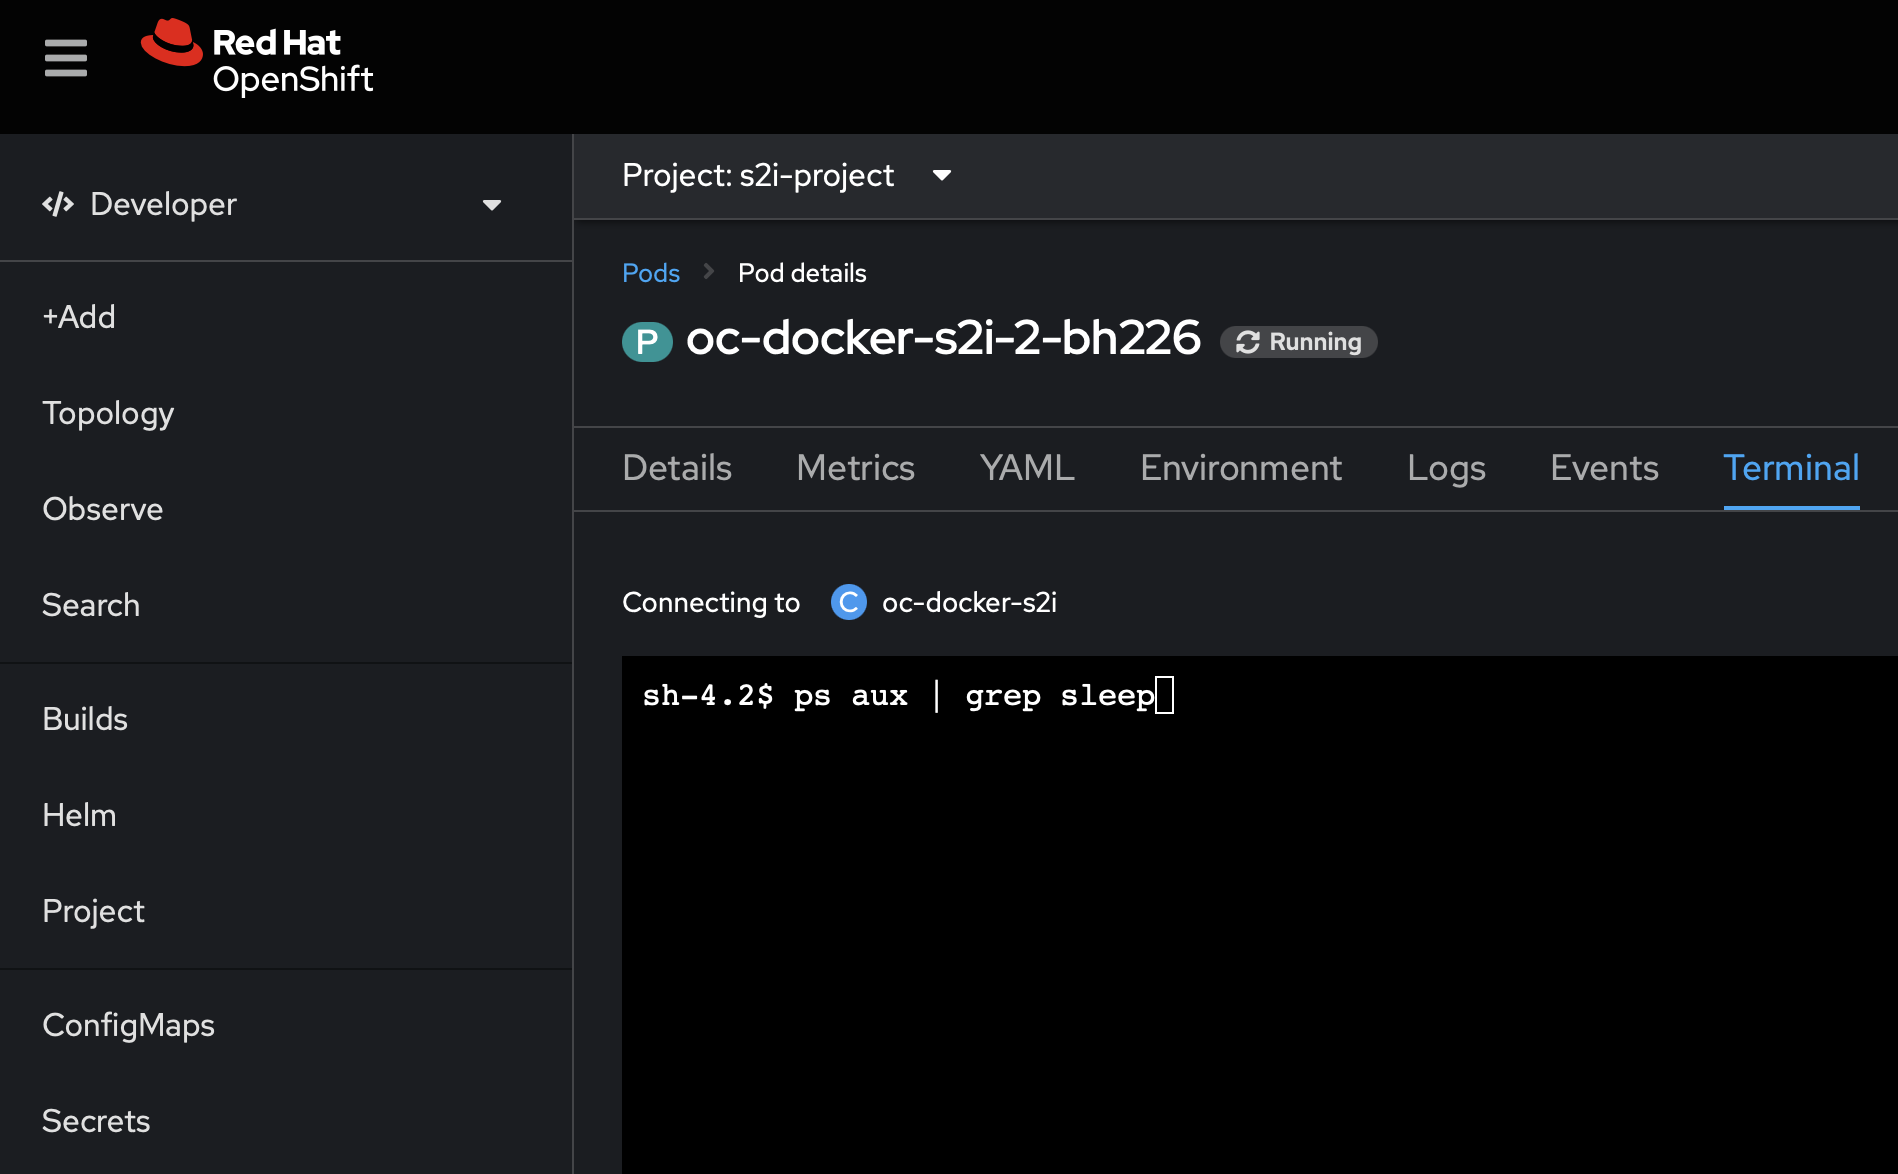 Red Hat
OpenShift
Developer
+Add
Topology
Observe
Search
Builds
Helm
Project
ConfigMaps
Secrets
Project: s2i-project
Pods
Pod details
P oc-docker-s2i-2-bh226 Running
Details Metrics YAML Environment Logs Events Terminal
Connecting to C oc-docker-s2i
sh-4.2$ ps aux | grep sleep